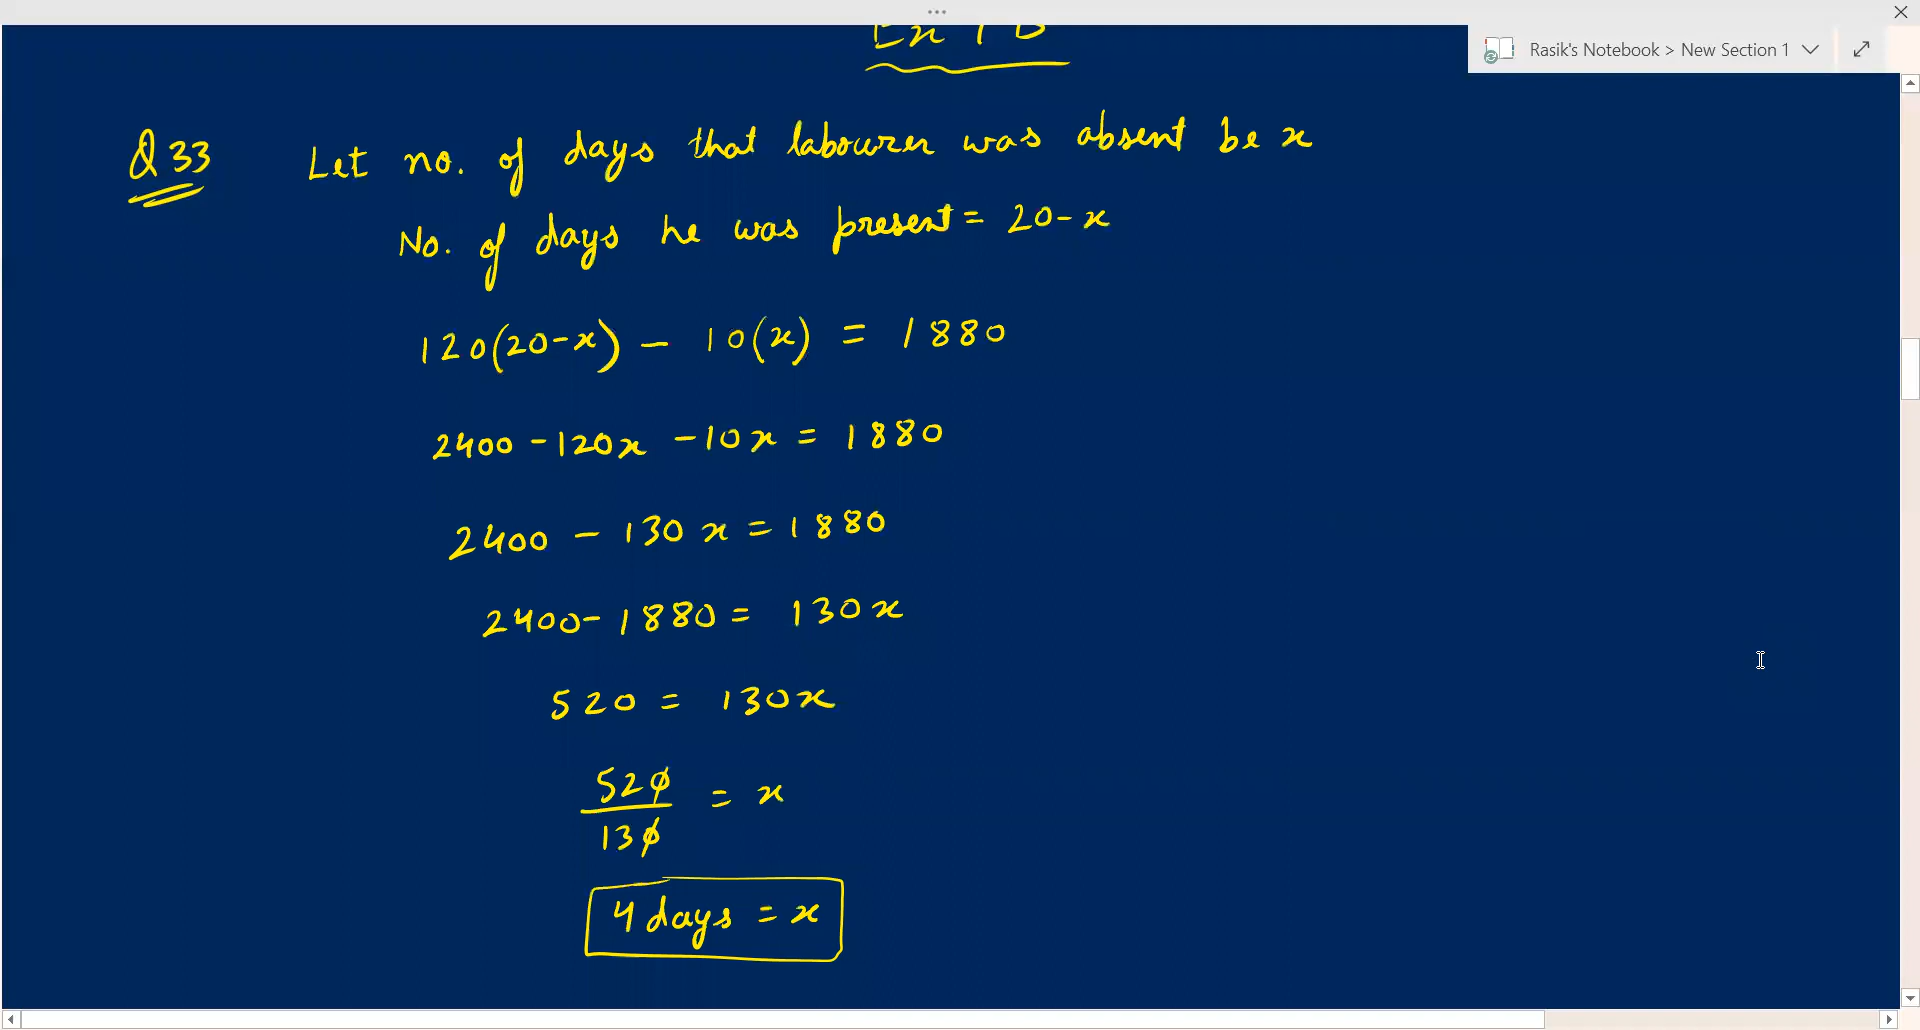 Rasik's Notebook > New Section 1
Q 33 Let no. of days that labourer was absent be x
No. of days he was present = 20-x
120(20-x) - 10(x) = 1880
2400 -120x -10x = 1880
2400 - 130x = 1880
2400-1880 = 130x
520 = 130x
520/130 = x
4 days = x